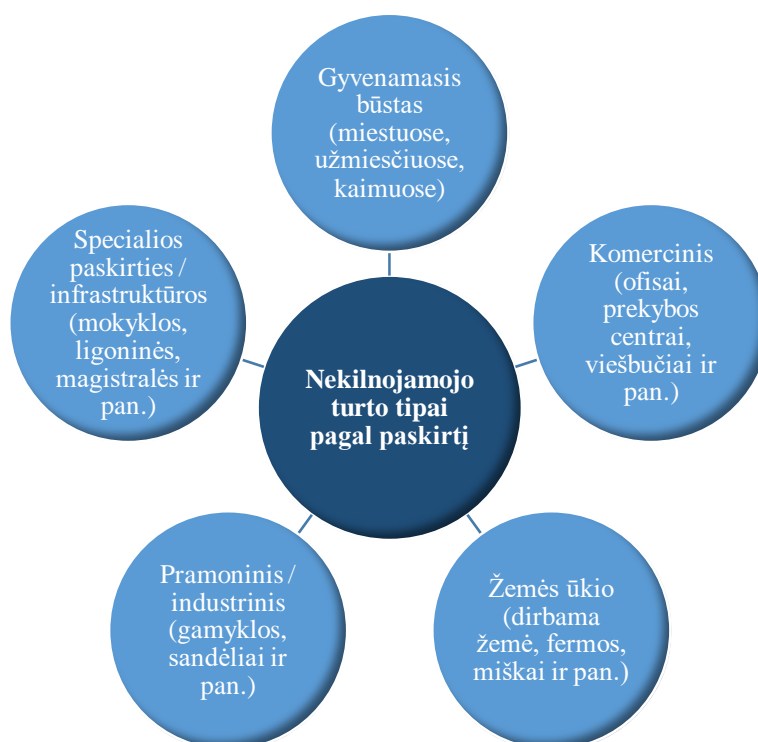 Gyvenamasis
būstas
(miestuose,
užmiesčiuose,
kaimuose)
Specialios
paskirties /
infrastruktūros
(mokyklos,
ligoninės,
magistralės ir
pan.)
Komercinis
(ofisai,
prekybos
centrai,
viešbučiai ir
pan.)
Nekilnojamojo
turto tipai
pagal paskirtį
Pramoninis /
industrinis
(gamyklos,
sandėliai ir
pan.)
Žemės ūkio
(dirbama
žemė, fermos,
miškai ir pan.)